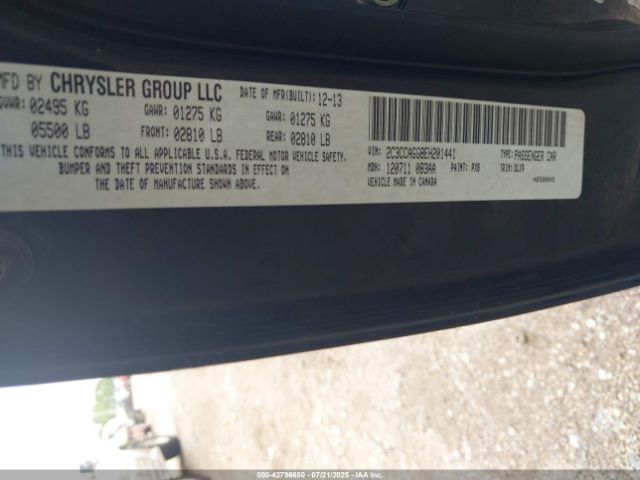 MFD BY CHRYSLER GROUP LLC
DATE OF MFR(BUILT): 12-13
GVWR: 02495 KG
GAWR: 01275 KG
GAWR: 01275 KG
05500 LB
FRONT: 02810 LB
REAR: 02810 LB
THIS VEHICLE CONFORMS TO ALL APPLICABLE U.S.A. FEDERAL MOTOR VEHICLE SAFETY,
BUMPER AND THEFT PREVENTION STANDARDS IN EFFECT ON THE
DATE OF MANUFACTURE SHOWN ABOVE.
VIN: 2C3CCAGG8EH201441
TYPE: PASSENGER CAR
MDH: 120711 083AA
PAINT: PX8
TRIM: DLX9
VEHICLE MADE IN CANADA
000-42796650 - 07/21/2025 - IAA Inc.